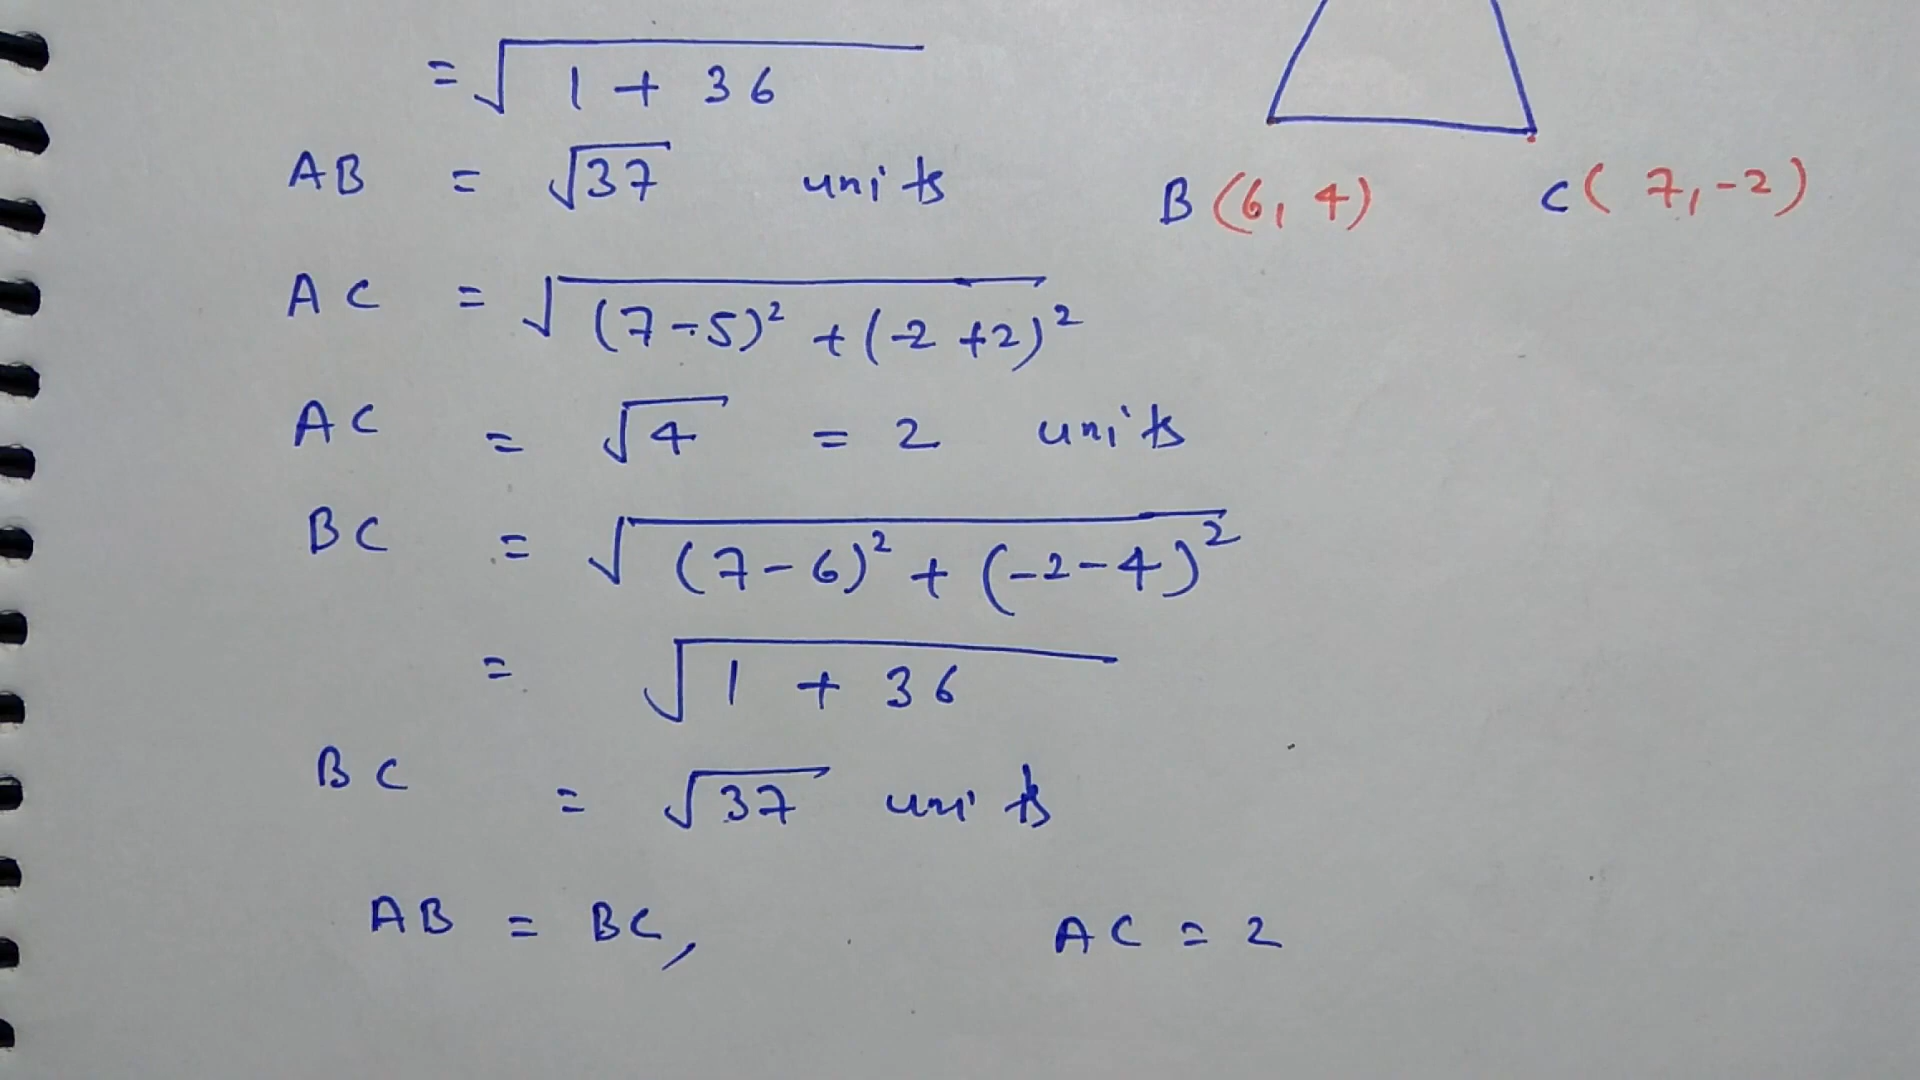 = √1 + 36
AB = √37 units
B (6, 4) C( 7, -2)
AC = √(7-5)² + (-2 +2)²
AC = √4 = 2 units
BC = √(7-6)² + (-2-4)²
= √1 + 36
BC = √37 units
AB = BC, AC = 2